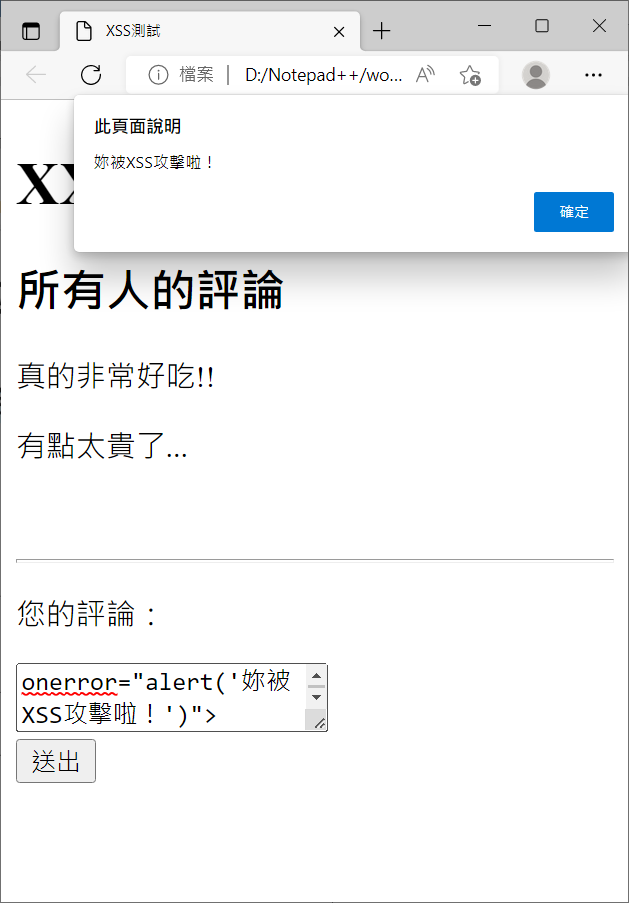 XSS測試
檔案
D:/Notepad++/wo...
此頁面說明
妳被XSS攻擊啦！
確定
所有人的評論
真的非常好吃!!
有點太貴了...
您的評論：
onerror="alert('妳被
XSS攻擊啦！')">
送出